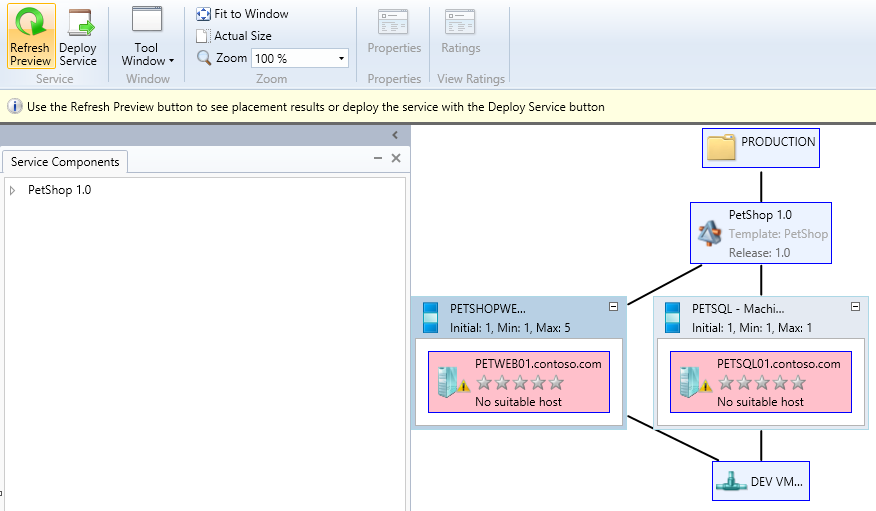 Refresh Preview
Deploy Service
Service
Tool Window
Window
Fit to Window
Actual Size
Zoom 100 %
Zoom
Properties
Properties
Ratings
View Ratings
Use the Refresh Preview button to see placement results or deploy the service with the Deploy Service button
Service Components
PetShop 1.0
PRODUCTION
PetShop 1.0
Template: PetShop
Release: 1.0
PETSHOPWE...
Initial: 1, Min: 1, Max: 5
PETWEB01.contoso.com
No suitable host
PETSQL - Machi...
Initial: 1, Min: 1, Max: 1
PETSQL01.contoso.com
No suitable host
DEV VM...